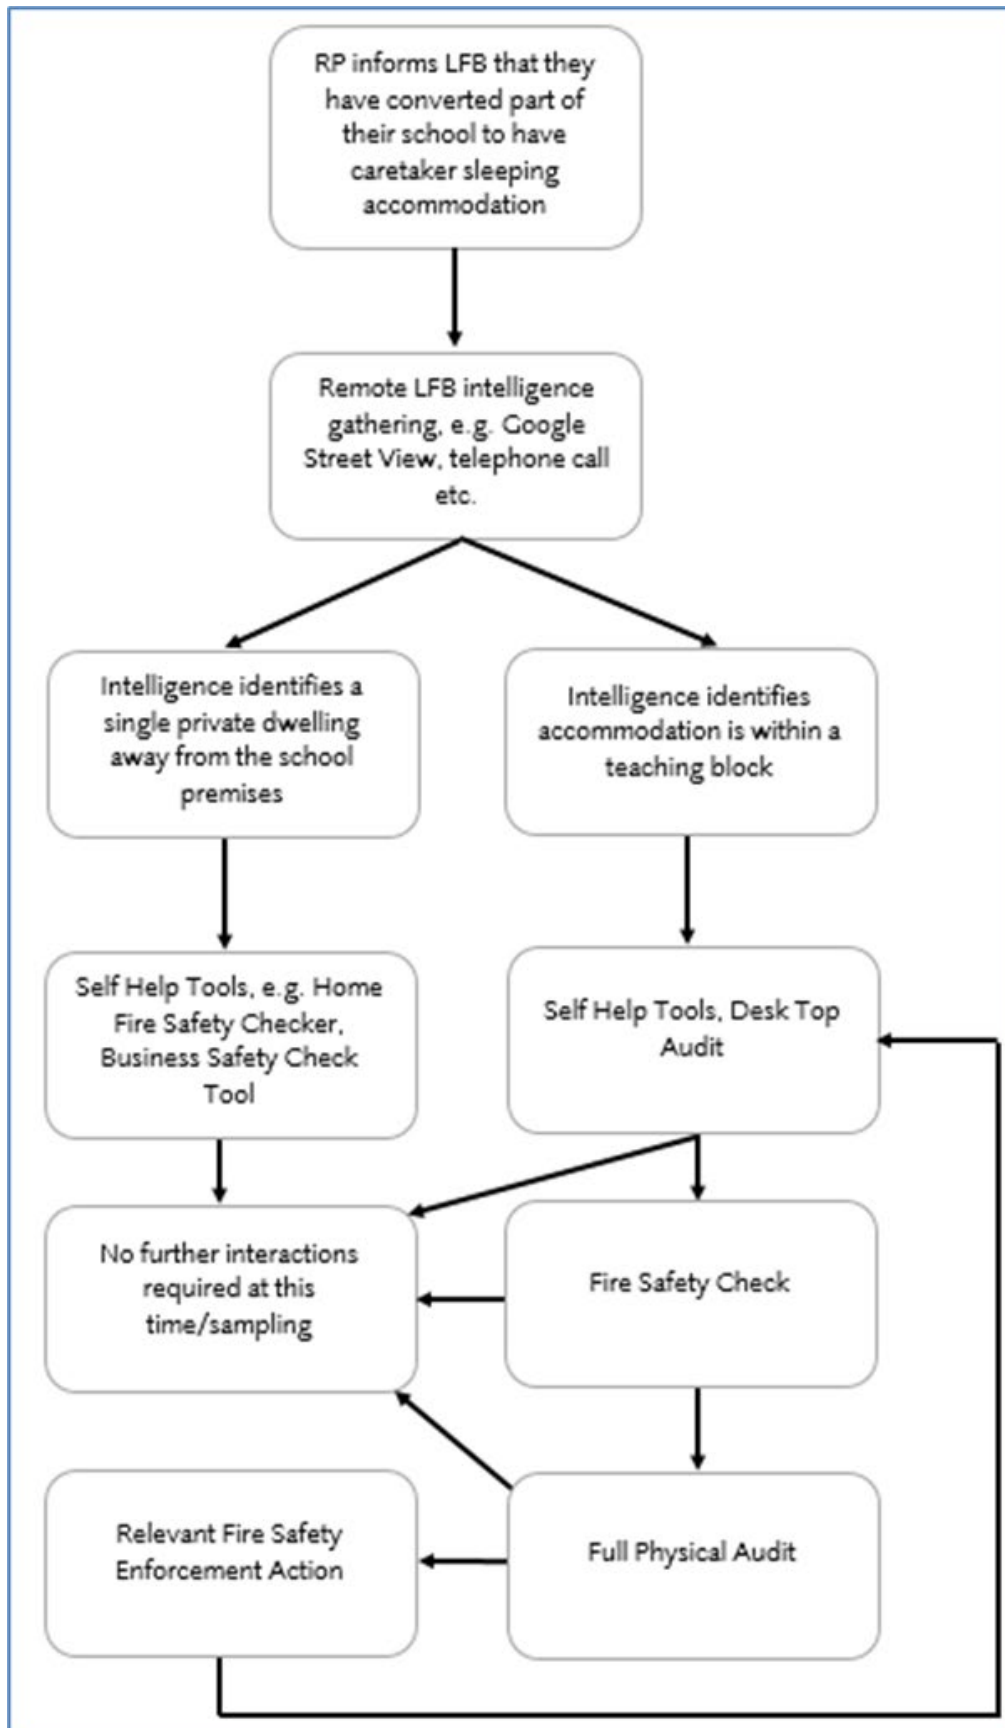 RP informs LFB that they
have converted part of
their school to have
caretaker sleeping
accommodation
Remote LFB intelligence
gathering, e.g. Google
Street View, telephone call
etc.
Intelligence identifies a
single private dwelling
away from the school
premises
Intelligence identifies
accommodation is within a
teaching block
Self Help Tools, e.g. Home
Fire Safety Checker,
Business Safety Check
Tool
Self Help Tools, Desk Top
Audit
No further interactions
required at this
time/sampling
Fire Safety Check
Relevant Fire Safety
Enforcement Action
Full Physical Audit